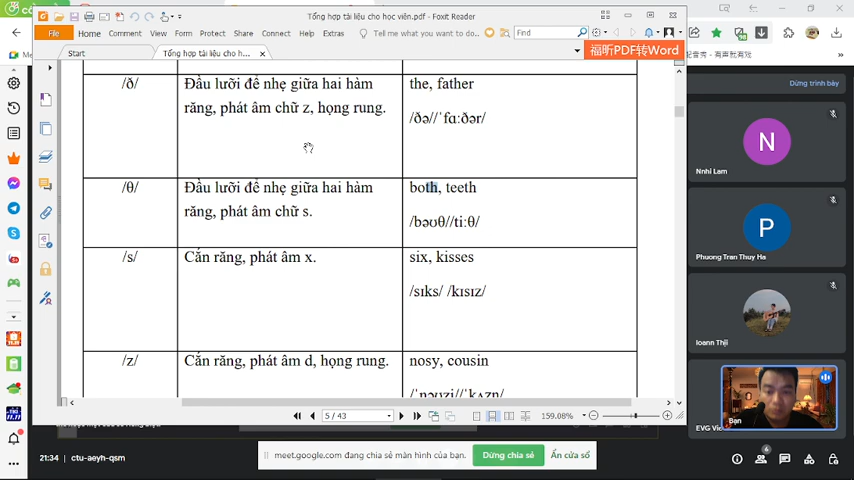 Tổng hợp tài liệu cho học viên.pdf - Foxit Reader
File Home Comment View Form Protect Share Connect Help Extras Tell me what you want to do.. Find
Start Tổng hợp tài liệu cho h... 福昕PDF转Word
/ð/ Đầu lưỡi để nhẹ giữa hai hàm the, father
răng, phát âm chữ z, họng rung. /ðə//ˈfɑːðər/
/θ/ Đầu lưỡi để nhẹ giữa hai hàm both, teeth
răng, phát âm chữ s. /bəʊθ//tiːθ/
/s/ Cắn răng, phát âm x. six, kisses
/sɪks/ /kɪsɪz/
/z/ Cắn răng, phát âm d, họng rung. nosy, cousin
/ˈnəʊzi//ˈkʌzn/
5 / 43 159.08%
Đừng trình bày
N
Nnhi Lam
P
Phuong Tran Thuy Ha
Ioann Thịi
EVG Bạn
21:34 ctu-aeyh-qsm
meet.google.com đang chia sẻ màn hình của bạn. Dừng chia sẻ Ẩn cửa sổ
6